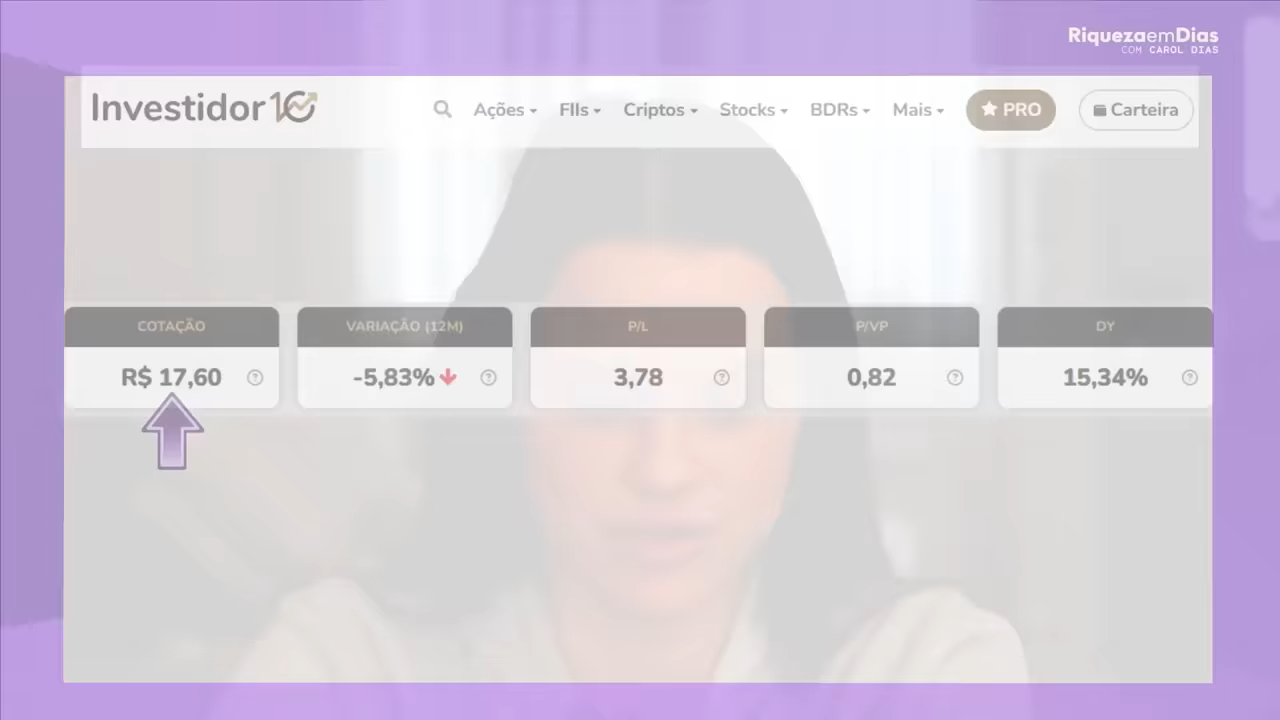 RiquezaemDias
COM CAROL DIAS
Investidor10
Ações FIIs Criptos Stocks BDRs Mais PRO Carteira
COTAÇÃO VARIAÇÃO (12M) P/L P/VP DY
R$ 17,60 ? -5,83% ? 3,78 ? 0,82 ? 15,34% ?